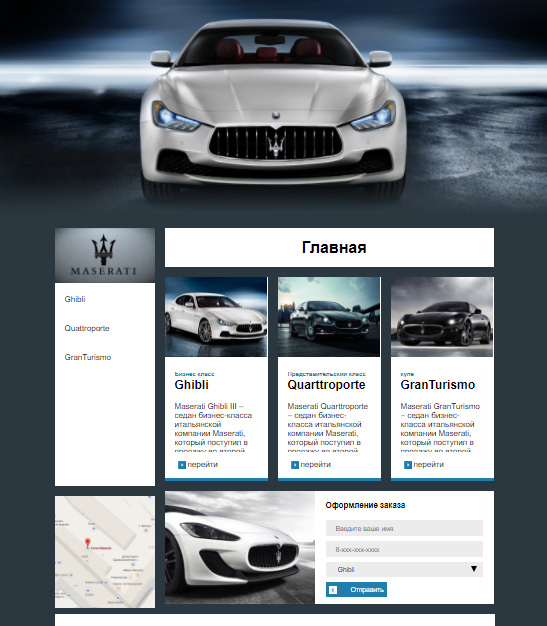 MASERATI
Главная
Ghibli
Quattroporte
GranTurismo
Бизнес класс
Ghibli
Maserati Ghibli III –
седан бизнес-класса
итальянской
компании Maserati,
который поступил в
продажу во второй
перейти
Представительский класс
Quarttroporte
Maserati Quarttroporte
– седан бизнес-
класса итальянской
компании Maserati,
который поступил в
продажу во второй
перейти
купе
GranTurismo
Maserati GranTurismo
– седан бизнес-класса
итальянской
компании Maserati,
который поступил в
продажу во второй
перейти
Оформление заказа
Введите ваше имя
8-xxx-xxx-xxxx
Ghibli
Отправить